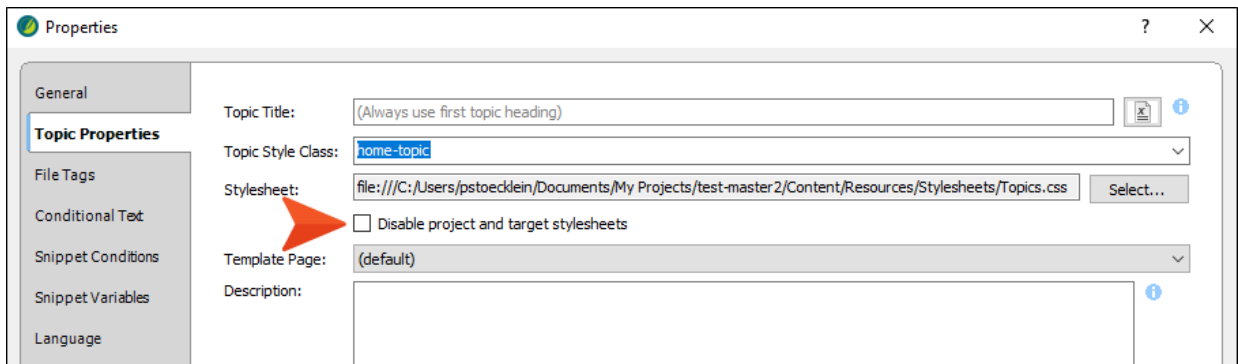 Properties
?
General
Topic Properties
File Tags
Conditional Text
Snippet Conditions
Snippet Variables
Language
Topic Title: (Always use first topic heading)
Topic Style Class: home-topic
Stylesheet: file:///C:/Users/pstoecklein/Documents/My Projects/test-master2/Content/Resources/Stylesheets/Topics.css Select...
Disable project and target stylesheets
Template Page: (default)
Description: